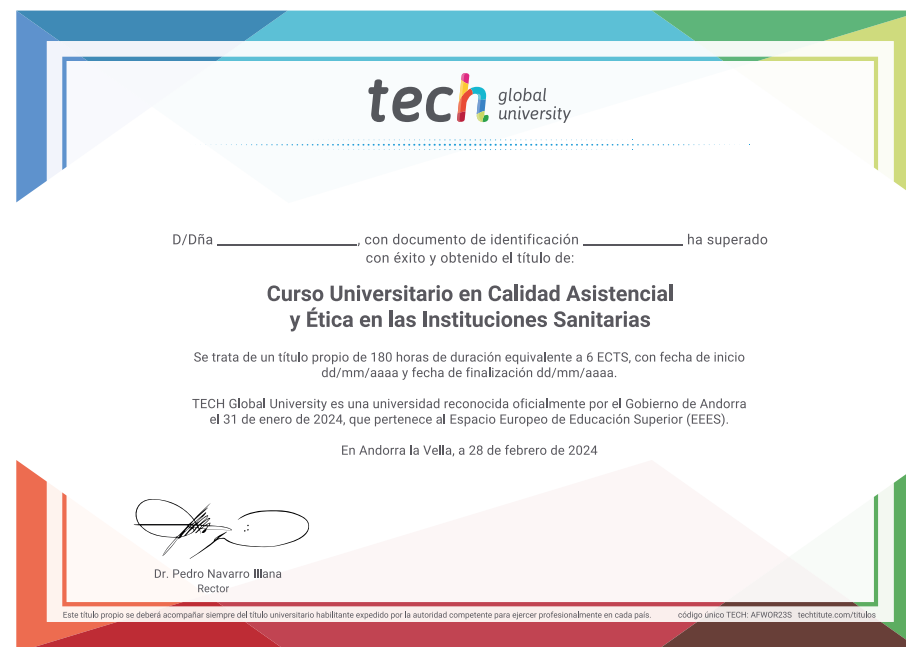 tech global university
D/Dña ____________, con documento de identificación ____________ ha superado
con éxito y obtenido el título de:
Curso Universitario en Calidad Asistencial
y Ética en las Instituciones Sanitarias
Se trata de un título propio de 180 horas de duración equivalente a 6 ECTS, con fecha de inicio
dd/mm/aaaa y fecha de finalización dd/mm/aaaa.
TECH Global University es una universidad reconocida oficialmente por el Gobierno de Andorra
el 31 de enero de 2024, que pertenece al Espacio Europeo de Educación Superior (EEES).
En Andorra la Vella, a 28 de febrero de 2024
Dr. Pedro Navarro Illana
Rector
Este título propio se deberá acompañar siempre del título universitario habilitante expedido por la autoridad competente para ejercer profesionalmente en cada país. código único TECH: AFWOR23S techtitute.com/titulos